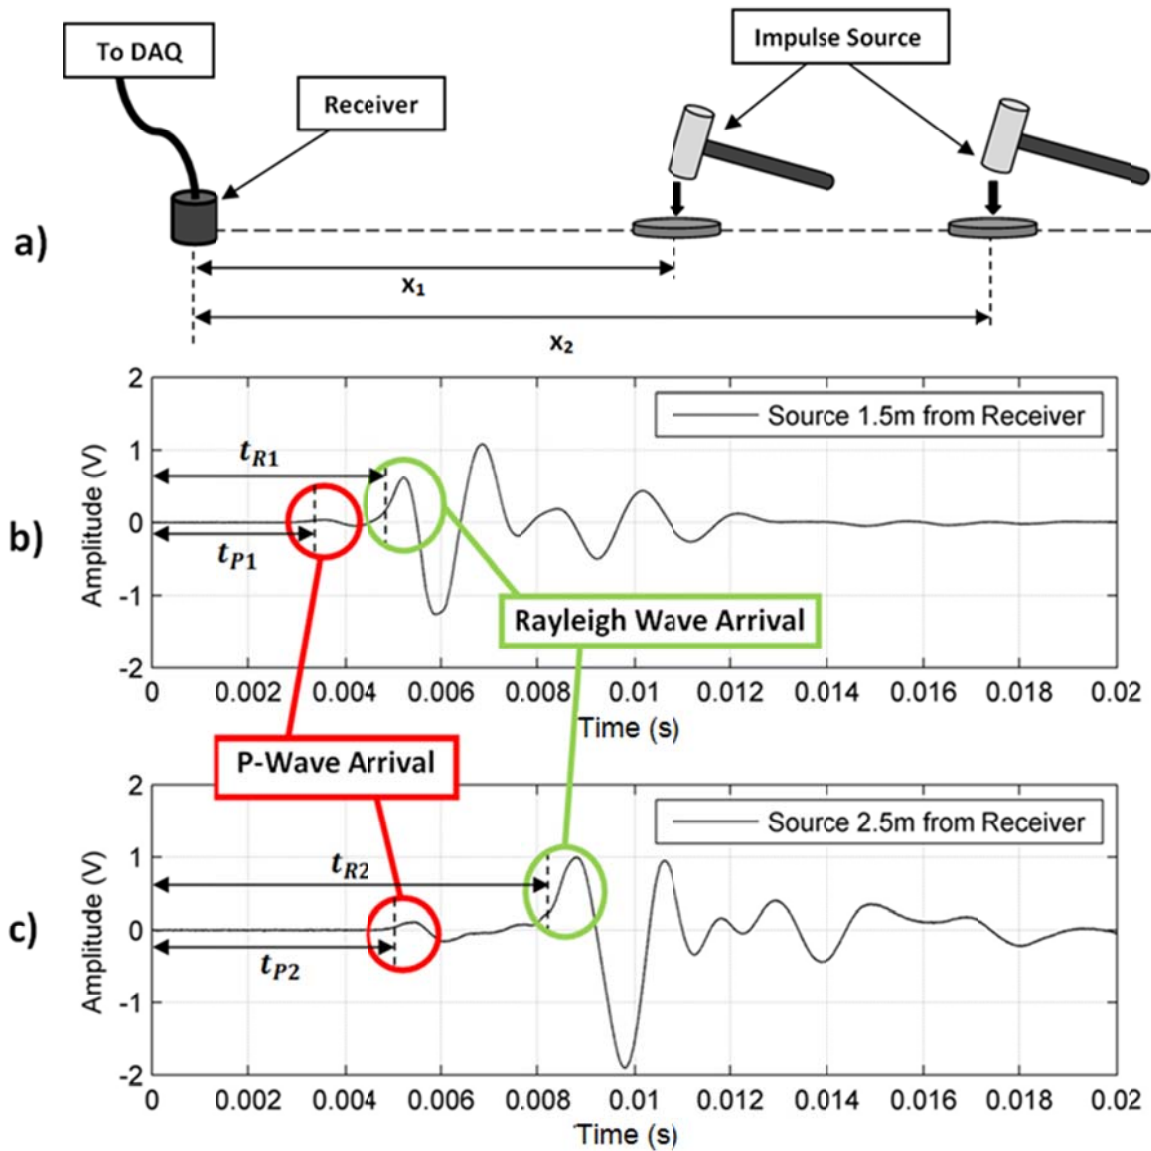 To DAQ
Receiver
Impulse Source
a)
x₁
x₂
b)
Amplitude (V)
2
1
0
-1
-2
Source 1.5m from Receiver
t_R1
t_P1
Rayleigh Wave Arrival
0 0.002 0.004 0.006 0.008 0.01 0.012 0.014 0.016 0.018 0.02
Time (s)
P-Wave Arrival
c)
Amplitude (V)
2
1
0
-1
-2
Source 2.5m from Receiver
t_R2
t_P2
0 0.002 0.004 0.006 0.008 0.01 0.012 0.014 0.016 0.018 0.02
Time (s)